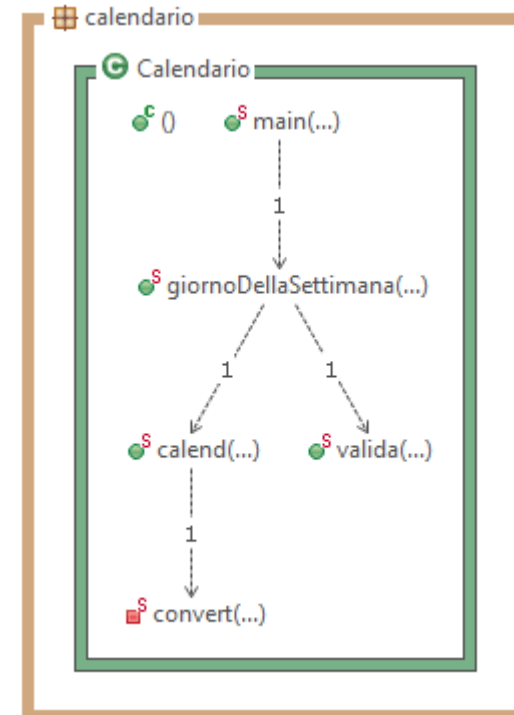 calendario
C Calendario
C () S main(...)
1
S giornoDellaSettimana(...)
1 1
S calend(...) S valida(...)
1
S convert(...)